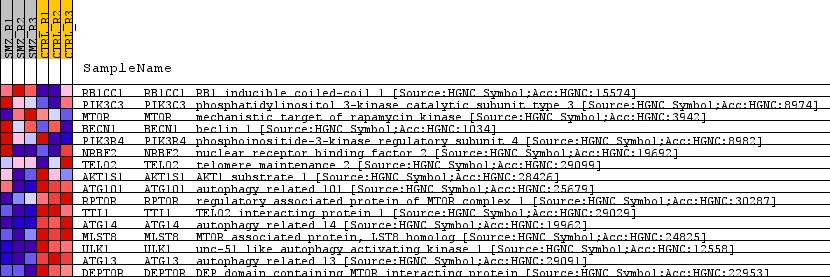 SMZ_R1 SMZ_R2 SMZ_R3 CTRL_R1 CTRL_R2 CTRL_R3
SampleName
RB1CC1 RB1CC1 RB1 inducible coiled-coil 1 [Source:HGNC Symbol;Acc:HGNC:15574]
PIK3C3 PIK3C3 phosphatidylinositol 3-kinase catalytic subunit type 3 [Source:HGNC Symbol;Acc:HGNC:8974]
MTOR MTOR mechanistic target of rapamycin kinase [Source:HGNC Symbol;Acc:HGNC:3942]
BECN1 BECN1 beclin 1 [Source:HGNC Symbol;Acc:HGNC:1034]
PIK3R4 PIK3R4 phosphoinositide-3-kinase regulatory subunit 4 [Source:HGNC Symbol;Acc:HGNC:8982]
NRBF2 NRBF2 nuclear receptor binding factor 2 [Source:HGNC Symbol;Acc:HGNC:19692]
TELO2 TELO2 telomere maintenance 2 [Source:HGNC Symbol;Acc:HGNC:29099]
AKT1S1 AKT1S1 AKT1 substrate 1 [Source:HGNC Symbol;Acc:HGNC:28426]
ATG101 ATG101 autophagy related 101 [Source:HGNC Symbol;Acc:HGNC:25679]
RPTOR RPTOR regulatory associated protein of MTOR complex 1 [Source:HGNC Symbol;Acc:HGNC:30287]
TTI1 TTI1 TELO2 interacting protein 1 [Source:HGNC Symbol;Acc:HGNC:29029]
ATG14 ATG14 autophagy related 14 [Source:HGNC Symbol;Acc:HGNC:19962]
MLST8 MLST8 MTOR associated protein, LST8 homolog [Source:HGNC Symbol;Acc:HGNC:24825]
ULK1 ULK1 unc-51 like autophagy activating kinase 1 [Source:HGNC Symbol;Acc:HGNC:12558]
ATG13 ATG13 autophagy related 13 [Source:HGNC Symbol;Acc:HGNC:29091]
DEPTOR DEPTOR DEP domain containing MTOR interacting protein [Source:HGNC Symbol;Acc:HGNC:22953]